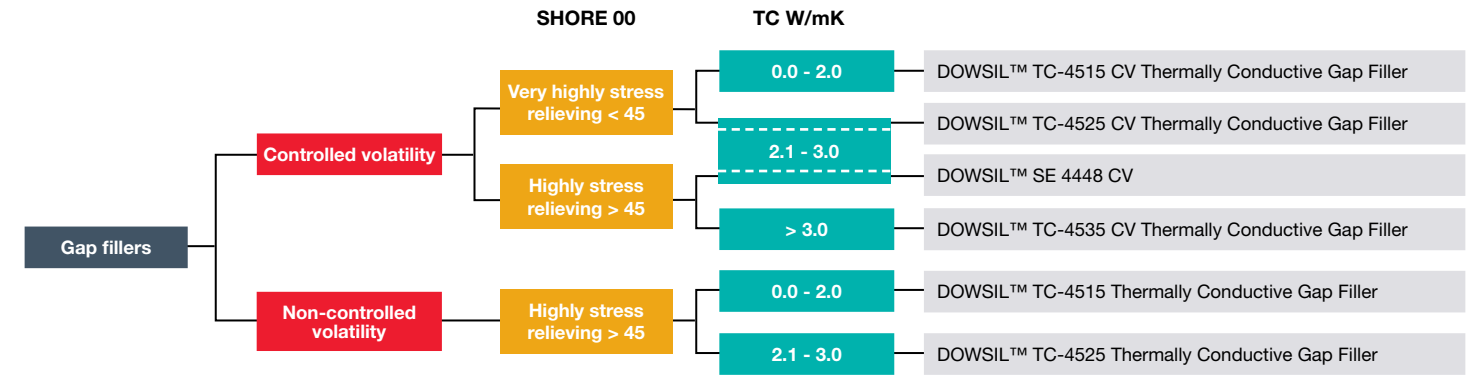 SHORE 00
TC W/mK
Gap fillers
Controlled volatility
Very highly stress
relieving < 45
0.0 - 2.0
DOWSIL™ TC-4515 CV Thermally Conductive Gap Filler
DOWSIL™ TC-4525 CV Thermally Conductive Gap Filler
2.1 - 3.0
Highly stress
relieving > 45
DOWSIL™ SE 4448 CV
> 3.0
DOWSIL™ TC-4535 CV Thermally Conductive Gap Filler
Non-controlled
volatility
Highly stress
relieving > 45
0.0 - 2.0
DOWSIL™ TC-4515 Thermally Conductive Gap Filler
2.1 - 3.0
DOWSIL™ TC-4525 Thermally Conductive Gap Filler